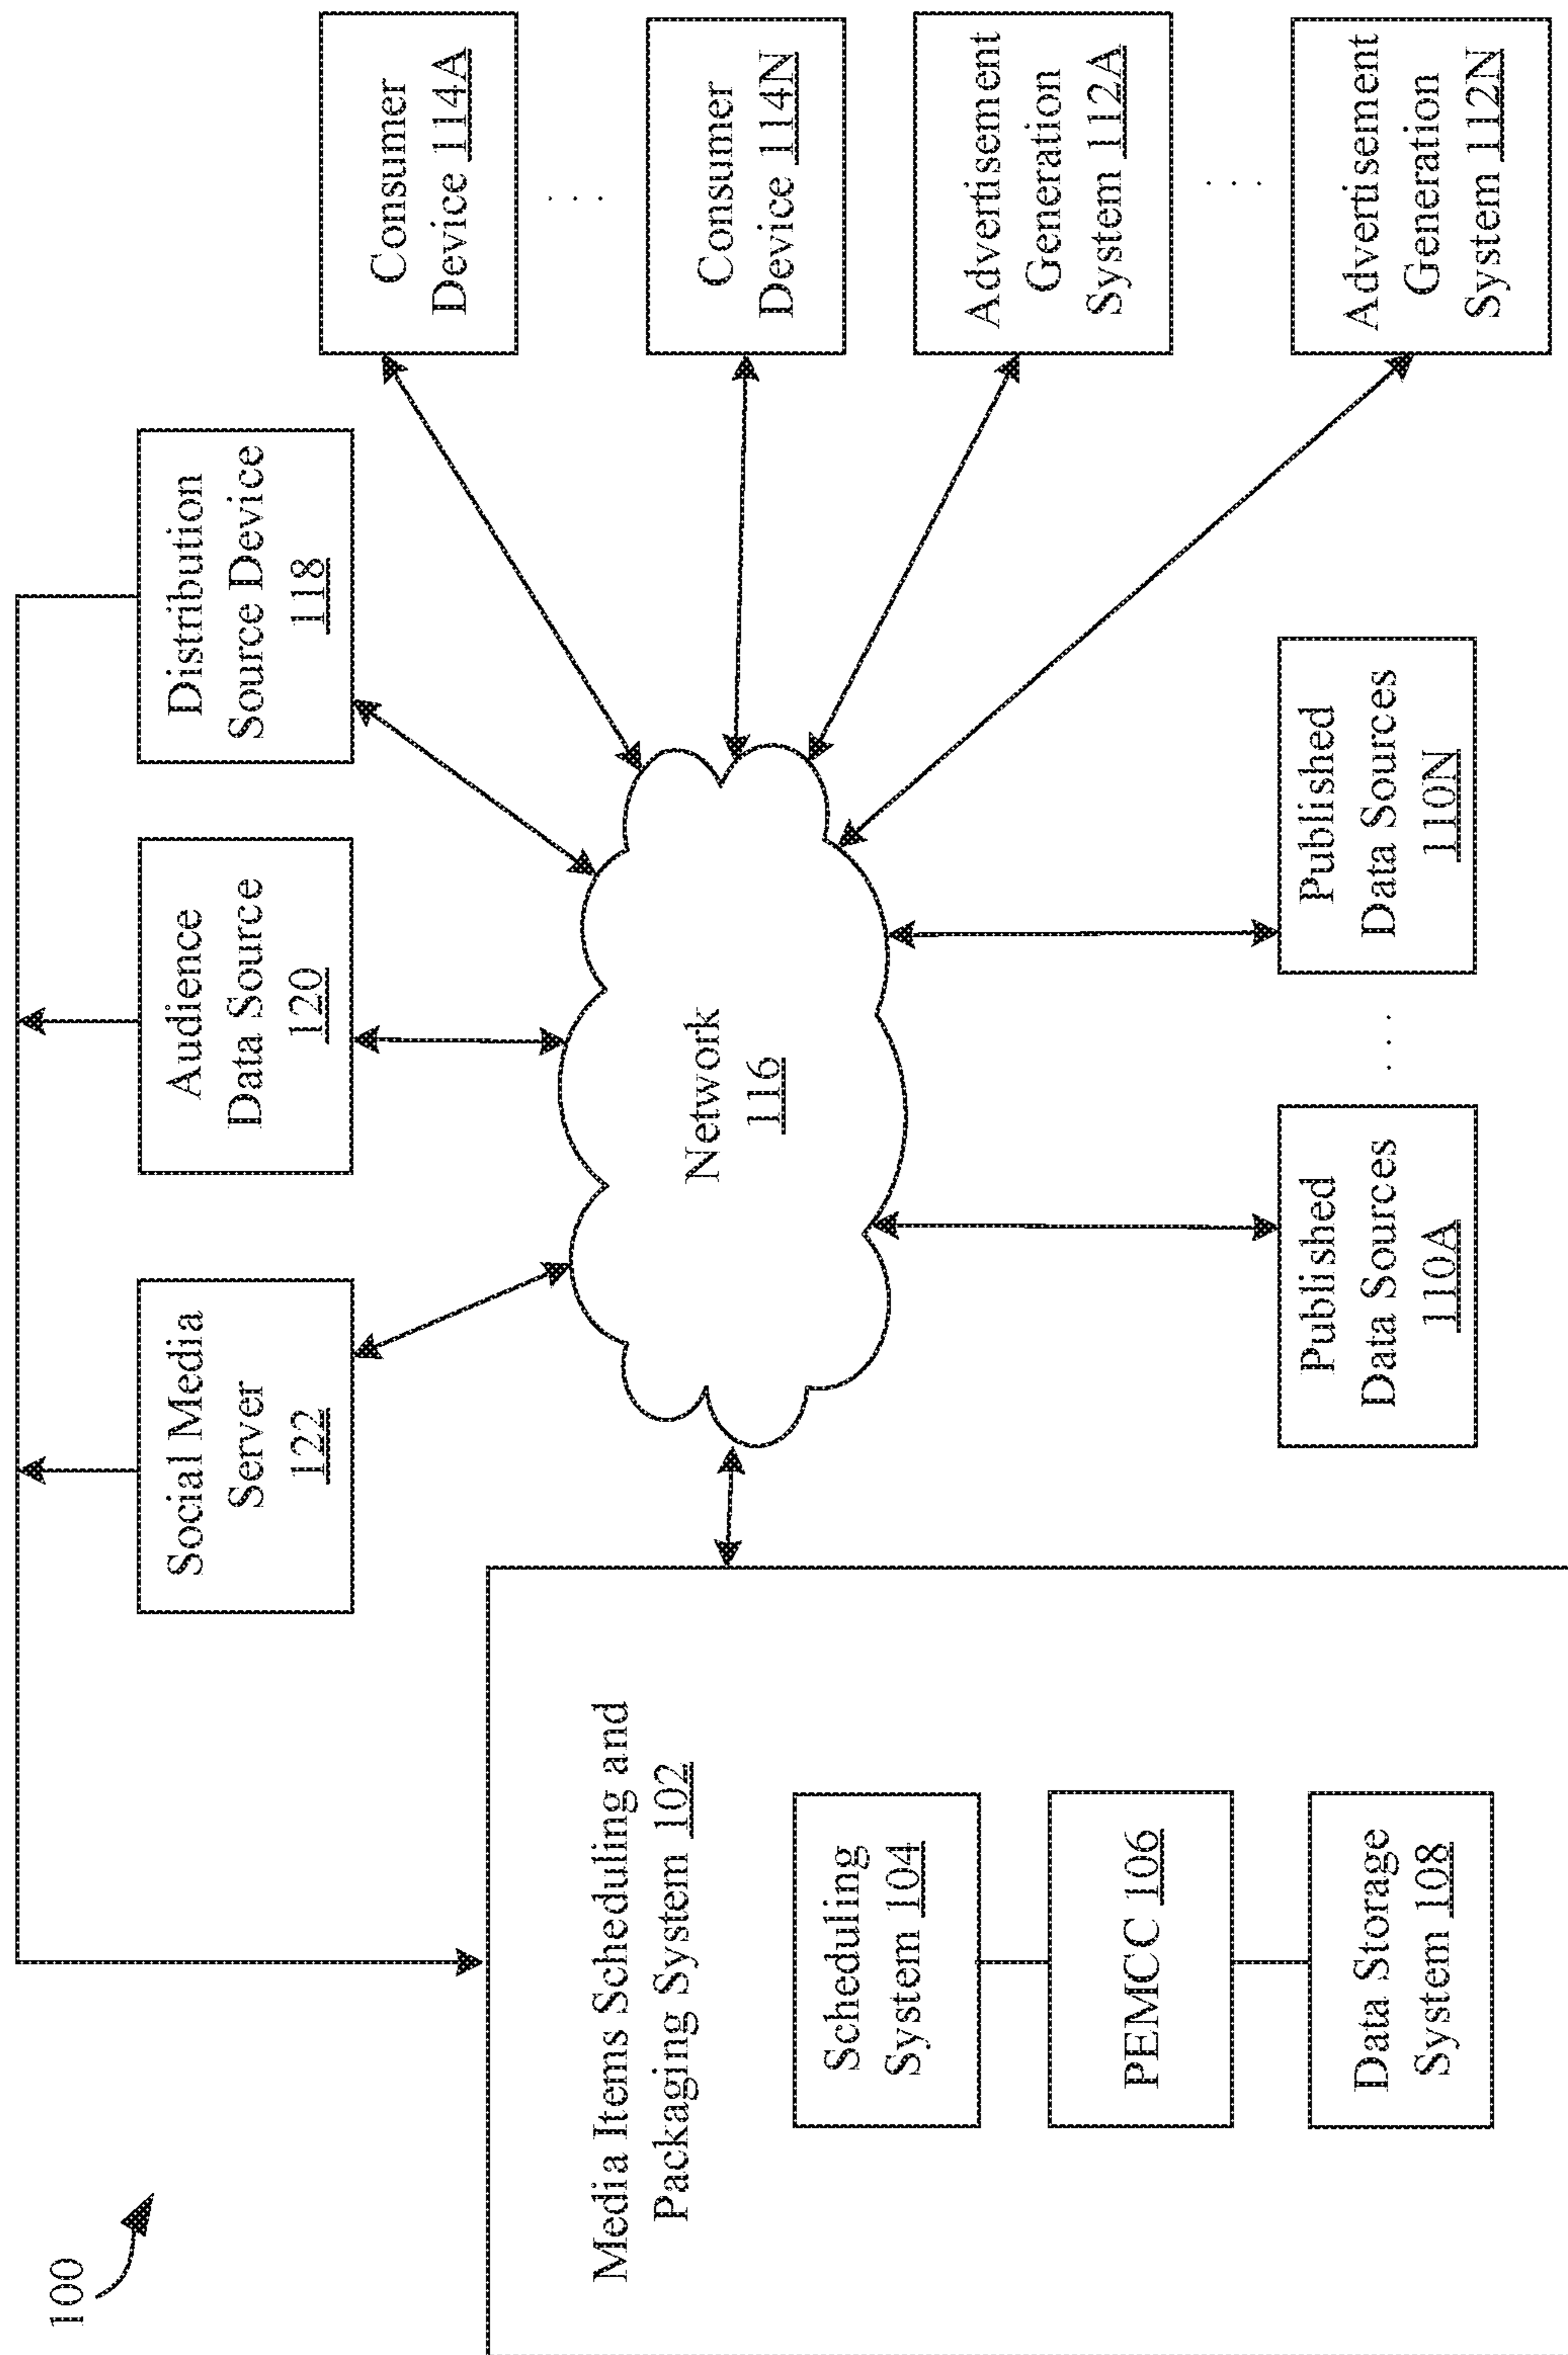 100
Media Items Scheduling and
Packaging System 102
Scheduling
System 104
PEMCC 106
Data Storage
System 108
Social Media
Server
122
Audience
Data Source
120
Distribution
Source Device
118
Network
116
Published
Data Sources
110A
. . .
Published
Data Sources
110N
Consumer
Device 114A
. . .
Consumer
Device 114N
Advertisement
Generation
System 112A
. . .
Advertisement
Generation
System 112N